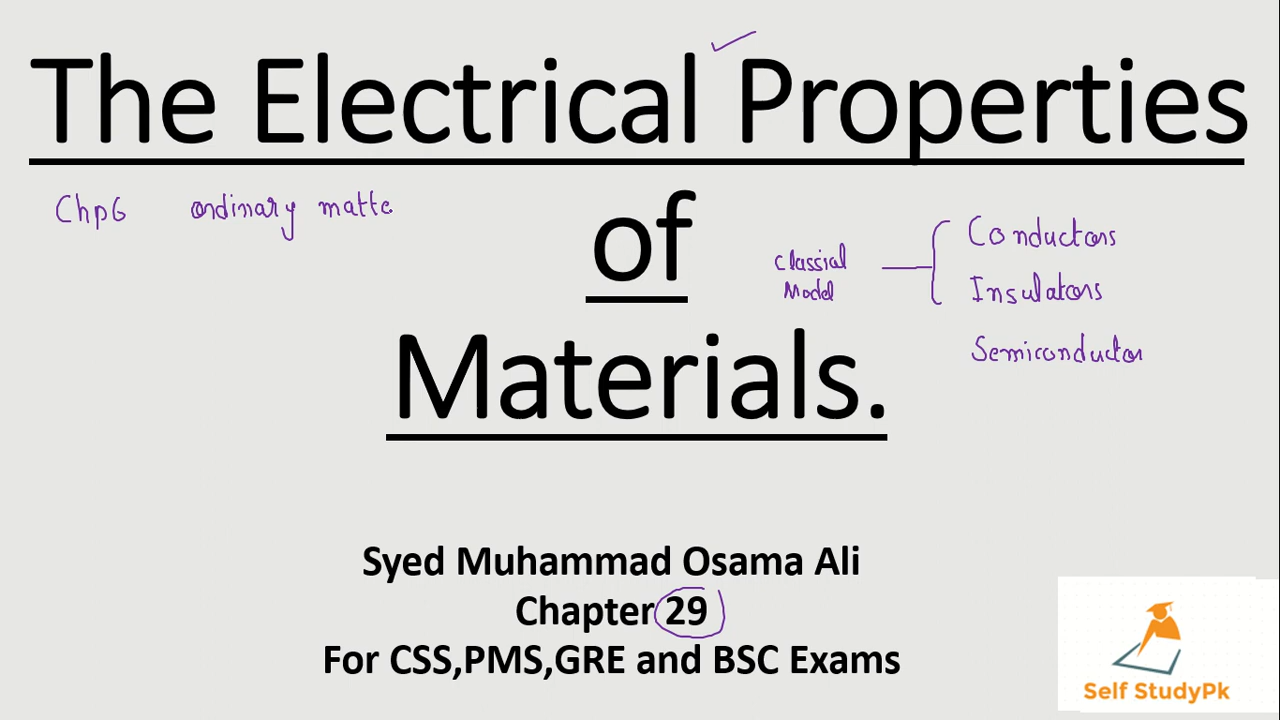 The Electrical Properties
Chp6 ordinary matte
of
Classial
Model
Conductors
Insulators
Semiconductor
Materials.
Syed Muhammad Osama Ali
Chapter 29
For CSS,PMS,GRE and BSC Exams
Self StudyPk